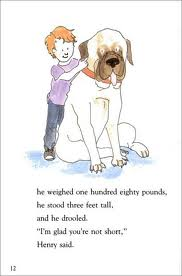 he weighed one hundred eighty pounds,
he stood three feet tall,
and he drooled.
"I'm glad you're not short,"
Henry said.
12